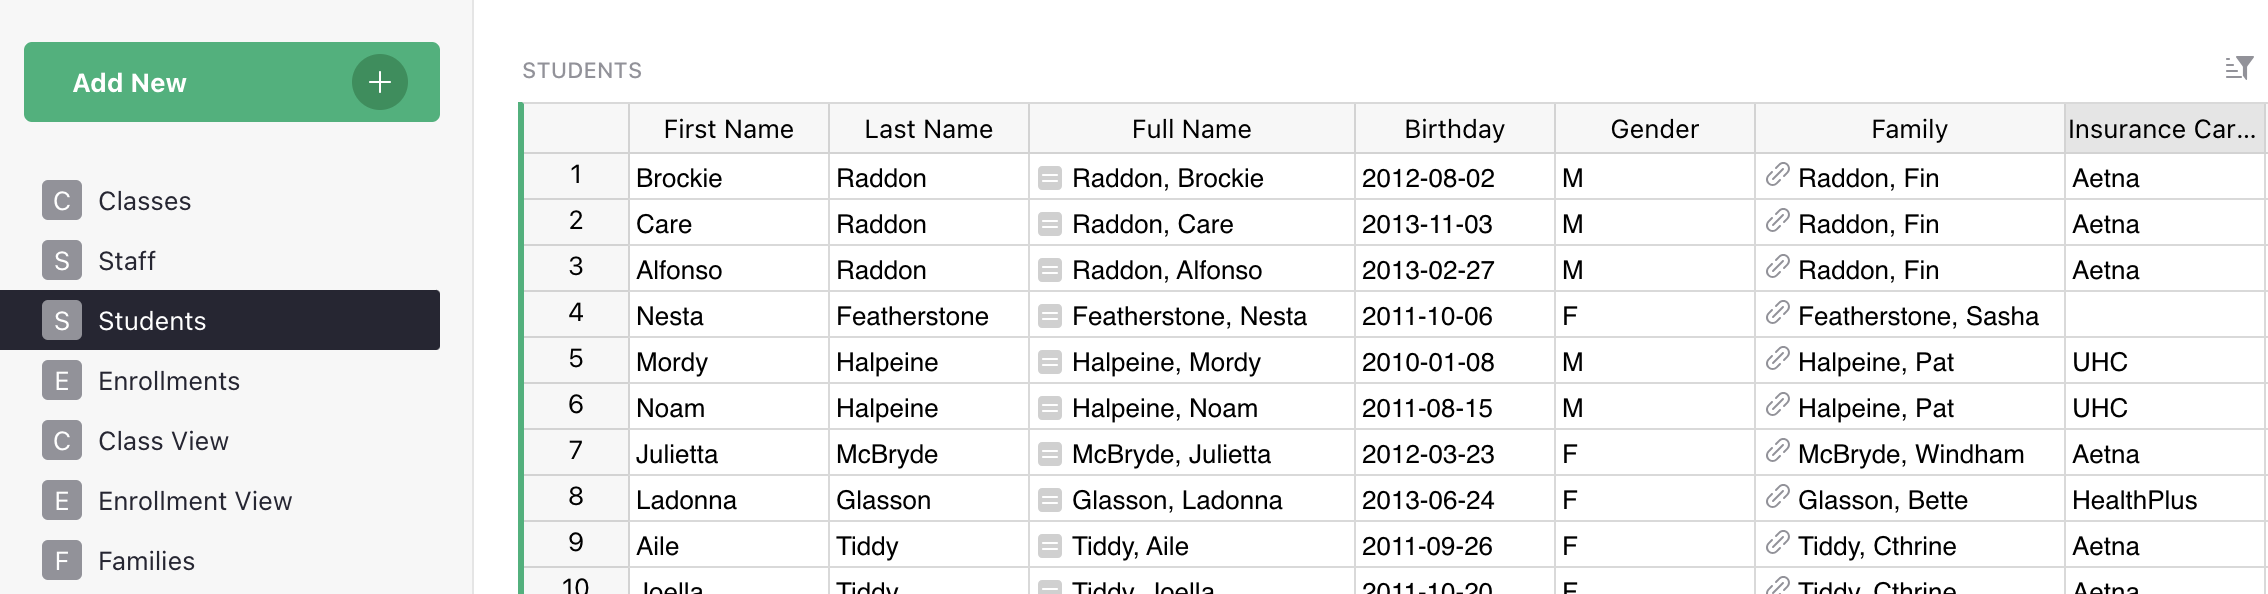 Add New
Classes
Staff
Students
Enrollments
Class View
Enrollment View
Families
C
S
S
E
C
E
F
STUDENTS
First Name Last Name Full Name Birthday Gender Family Insurance Car...
1 Brockie Raddon Raddon, Brockie 2012-08-02 M Raddon, Fin Aetna
2 Care Raddon Raddon, Care 2013-11-03 M Raddon, Fin Aetna
3 Alfonso Raddon Raddon, Alfonso 2013-02-27 M Raddon, Fin Aetna
4 Nesta Featherstone Featherstone, Nesta 2011-10-06 F Featherstone, Sasha
5 Mordy Halpeine Halpeine, Mordy 2010-01-08 M Halpeine, Pat UHC
6 Noam Halpeine Halpeine, Noam 2011-08-15 M Halpeine, Pat UHC
7 Julietta McBryde McBryde, Julietta 2012-03-23 F McBryde, Windham Aetna
8 Ladonna Glasson Glasson, Ladonna 2013-06-24 F Glasson, Bette HealthPlus
9 Aile Tiddy Tiddy, Aile 2011-09-26 F Tiddy, Cthrine Aetna
10 Joella Tiddy Tiddy, Joella 2011-10-20 F Tiddy, Cthrine Aetna